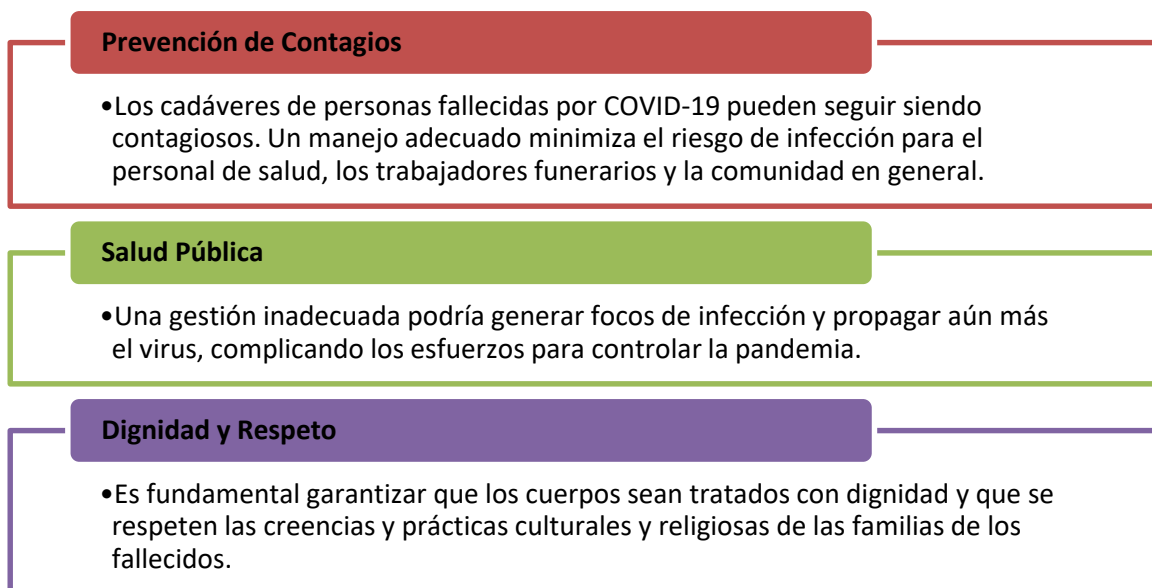 Prevención de Contagios
•Los cadáveres de personas fallecidas por COVID-19 pueden seguir siendo
contagiosos. Un manejo adecuado minimiza el riesgo de infección para el
personal de salud, los trabajadores funerarios y la comunidad en general.
Salud Pública
•Una gestión inadecuada podría generar focos de infección y propagar aún más
el virus, complicando los esfuerzos para controlar la pandemia.
Dignidad y Respeto
•Es fundamental garantizar que los cuerpos sean tratados con dignidad y que se
respeten las creencias y prácticas culturales y religiosas de las familias de los
fallecidos.